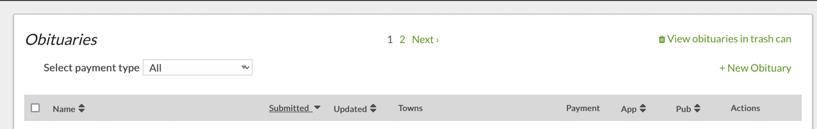 Obituaries
1 2 Next ›
View obituaries in trash can
Select payment type All
+ New Obituary
Name Submitted Updated Towns Payment App Pub Actions